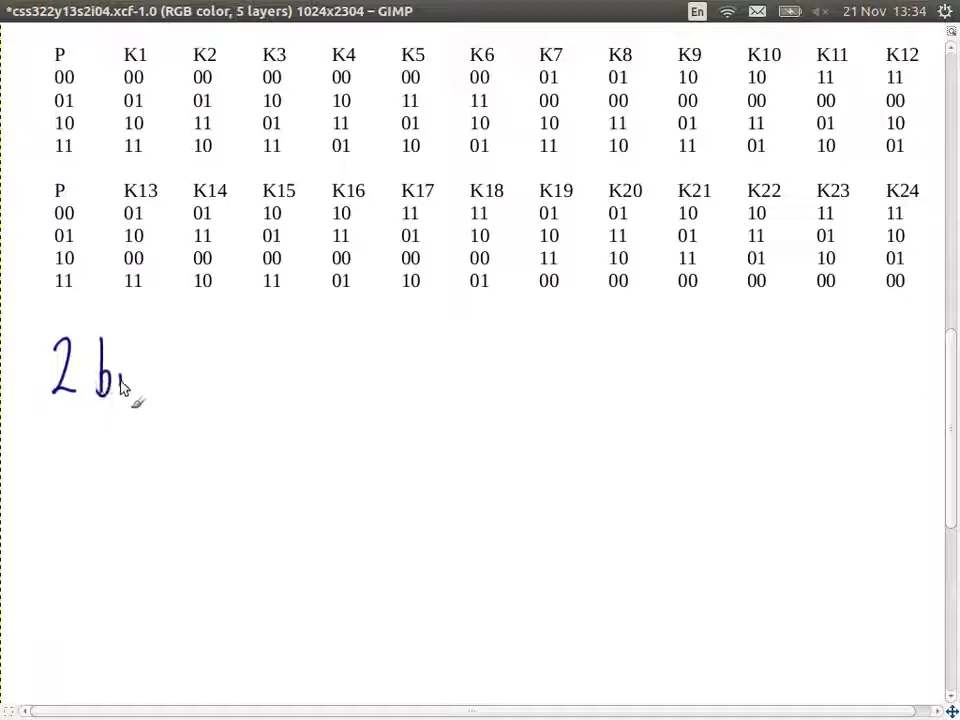 *css322y13s2i04.xcf-1.0 (RGB color, 5 layers) 1024x2304 – GIMP En 21 Nov 13:34
P K1 K2 K3 K4 K5 K6 K7 K8 K9 K10 K11 K12
00 00 00 00 00 00 00 01 01 10 10 11 11
01 01 01 10 10 11 11 00 00 00 00 00 00
10 10 11 01 11 01 10 10 11 01 11 01 10
11 11 10 11 01 10 01 11 10 11 01 10 01
P K13 K14 K15 K16 K17 K18 K19 K20 K21 K22 K23 K24
00 01 01 10 10 11 11 01 01 10 10 11 11
01 10 11 01 11 01 10 10 11 01 11 01 10
10 00 00 00 00 00 00 11 10 11 01 10 01
11 11 10 11 01 10 01 00 00 00 00 00 00
2 b